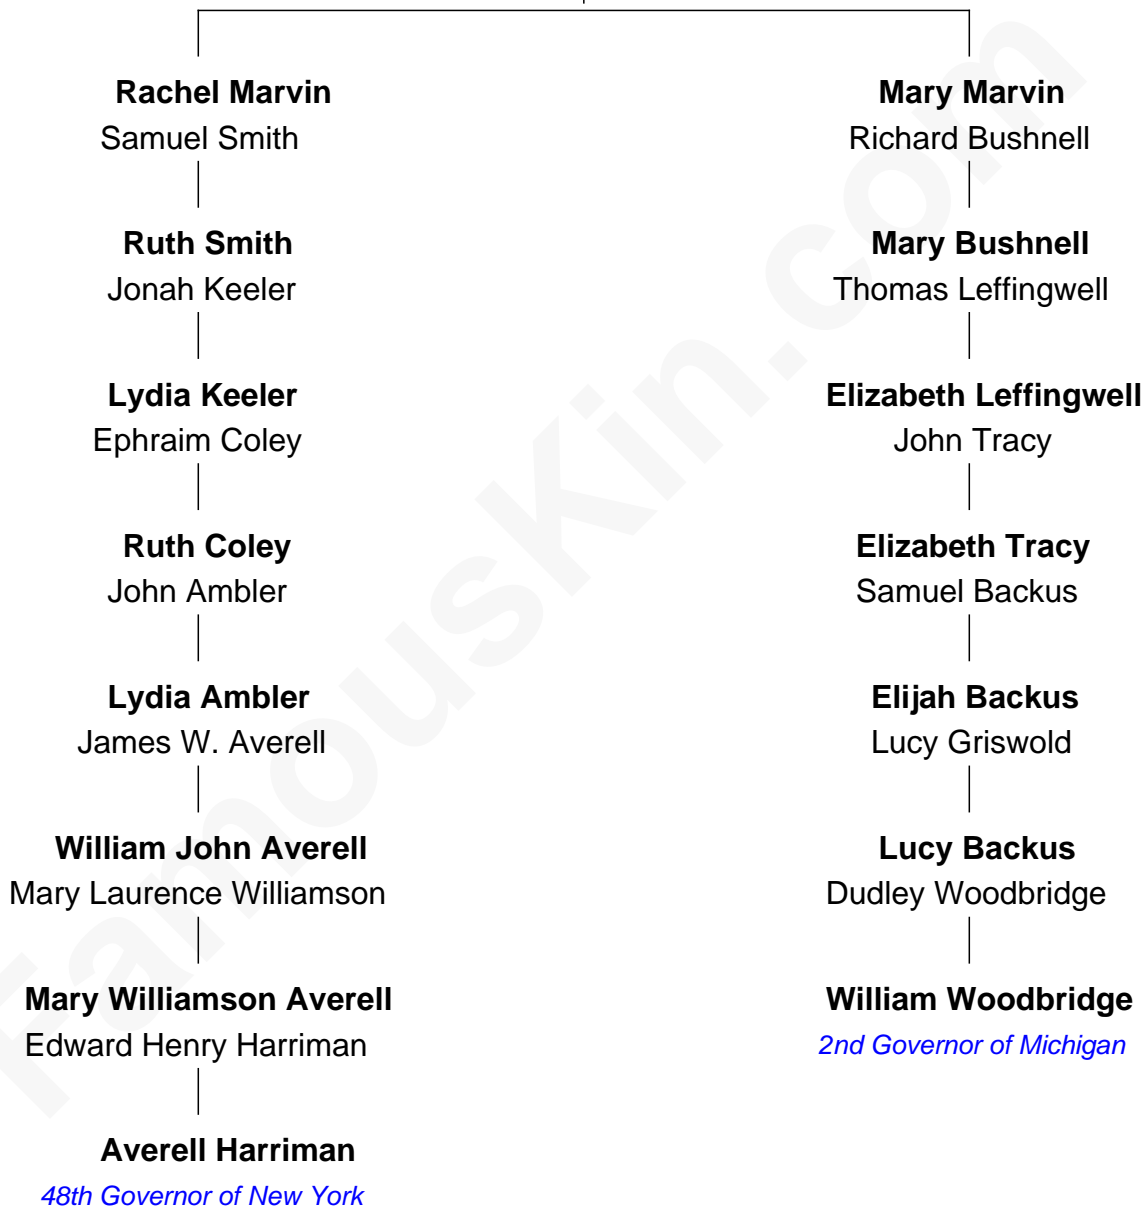 Rachel Marvin
Samuel Smith
Ruth Smith
Jonah Keeler
Lydia Keeler
Ephraim Coley
Ruth Coley
John Ambler
Lydia Ambler
James W. Averell
William John Averell
Mary Laurence Williamson
Mary Williamson Averell
Edward Henry Harriman
Averell Harriman
48th Governor of New York
Mary Marvin
Richard Bushnell
Mary Bushnell
Thomas Leffingwell
Elizabeth Leffingwell
John Tracy
Elizabeth Tracy
Samuel Backus
Elijah Backus
Lucy Griswold
Lucy Backus
Dudley Woodbridge
William Woodbridge
2nd Governor of Michigan
FamousKin.com